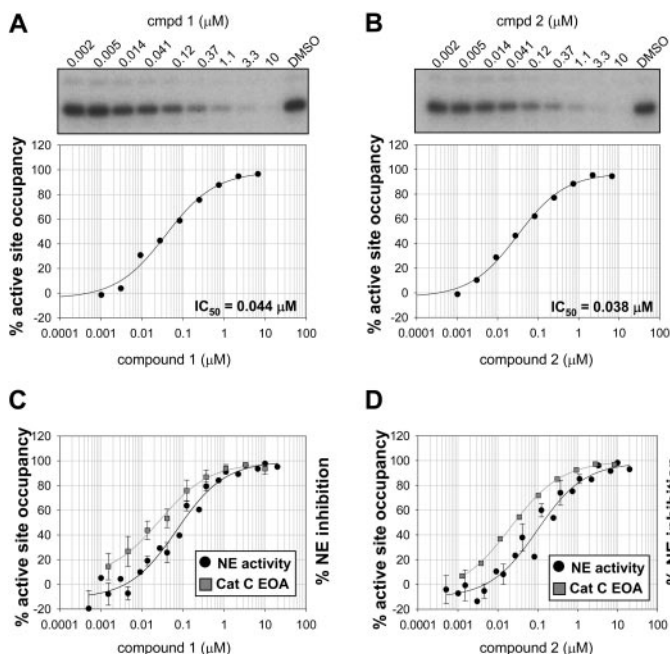 A
cmpd 1 (µM)
0.002 0.005 0.014 0.041 0.12 0.37 1.1 3.3 10 DMSO
% active site occupancy
120
100
80
60
40
20
0
-20
IC50 = 0.044 µM
0.0001 0.001 0.01 0.1 1 10 100
compound 1 (µM)
B
cmpd 2 (µM)
0.002 0.005 0.014 0.041 0.12 0.37 1.1 3.3 10 DMSO
% active site occupancy
120
100
80
60
40
20
0
-20
IC50 = 0.038 µM
0.0001 0.001 0.01 0.1 1 10 100
compound 2 (µM)
C
% active site occupancy
120
100
80
60
40
20
0
-20
NE activity
Cat C EOA
% NE inhibition
0.0001 0.001 0.01 0.1 1 10 100
compound 1 (µM)
D
% active site occupancy
120
100
80
60
40
20
0
-20
NE activity
Cat C EOA
0.0001 0.001 0.01 0.1 1 10 100
compound 2 (µM)